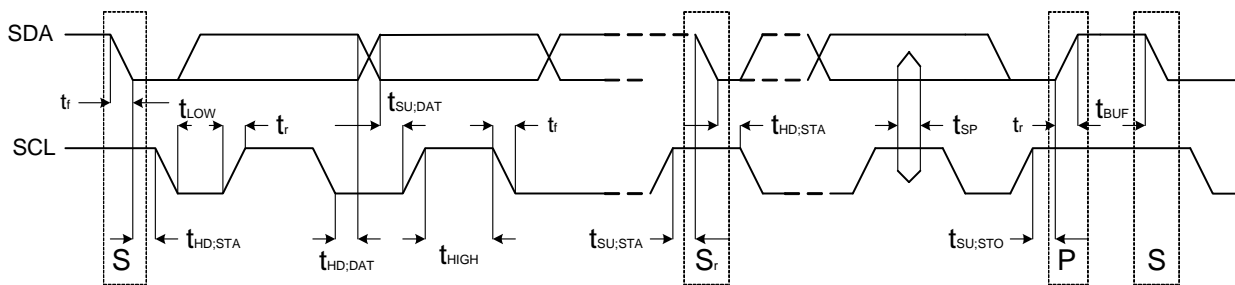 SDA
tf
tLOW
tr
tSU;DAT
tf
tHD;STA
tSP
tr
tBUF
SCL
tHD;STA
tHD;DAT
tHIGH
tSU;STA
tSU;STO
S
Sr
P
S